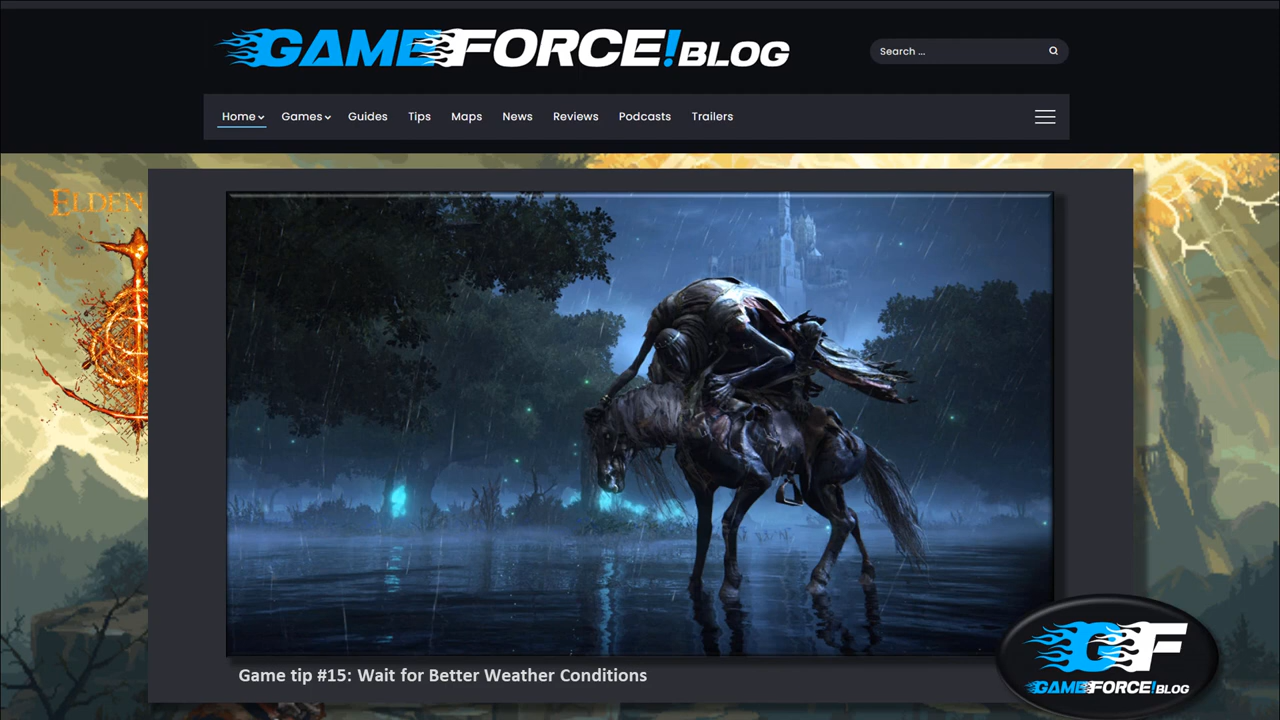 GAMEFORCE!BLOG
Search ...
Home Games Guides Tips Maps News Reviews Podcasts Trailers
ELDEN
GF
GAMEFORCE!BLOG
Game tip #15: Wait for Better Weather Conditions